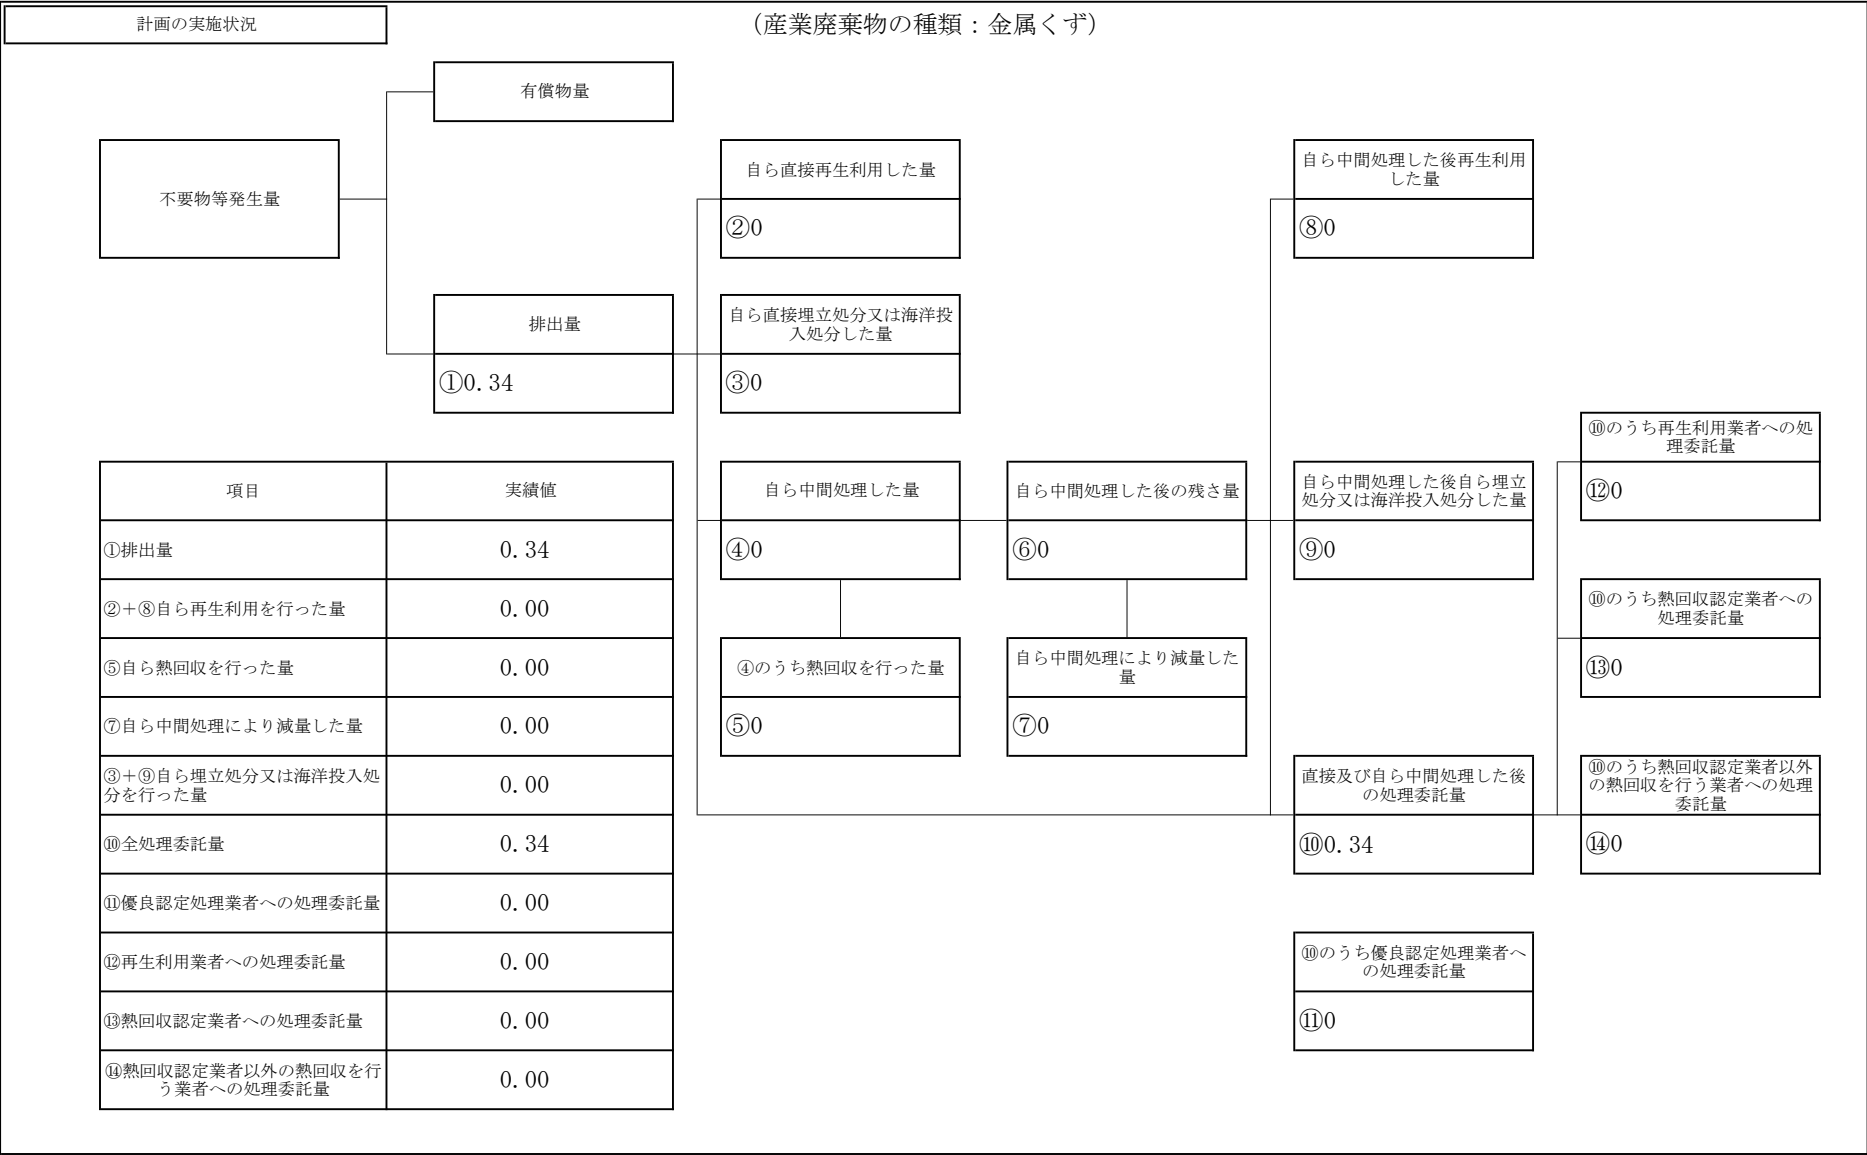 計画の実施状況
（産業廃棄物の種類：金属くず）
有償物量
不要物等発生量
自ら直接再生利用した量
②0
自ら中間処理した後再生利用
した量
⑧0
排出量
①0.34
自ら直接埋立処分又は海洋投
入処分した量
③0
⑩のうち再生利用業者への処
理委託量
⑫0
自ら中間処理した量
④0
自ら中間処理した後の残さ量
⑥0
自ら中間処理した後自ら埋立
処分又は海洋投入処分した量
⑨0
⑩のうち熱回収認定業者への
処理委託量
⑬0
④のうち熱回収を行った量
⑤0
自ら中間処理により減量した
量
⑦0
直接及び自ら中間処理した後
の処理委託量
⑩0.34
⑩のうち熱回収認定業者以外
の熱回収を行う業者への処理
委託量
⑭0
⑩のうち優良認定処理業者へ
の処理委託量
⑪0
項目 実績値
①排出量 0.34
②＋⑧自ら再生利用を行った量 0.00
⑤自ら熱回収を行った量 0.00
⑦自ら中間処理により減量した量 0.00
③＋⑨自ら埋立処分又は海洋投入処
分を行った量 0.00
⑩全処理委託量 0.34
⑪優良認定処理業者への処理委託量 0.00
⑫再生利用業者への処理委託量 0.00
⑬熱回収認定業者への処理委託量 0.00
⑭熱回収認定業者以外の熱回収を行
う業者への処理委託量 0.00